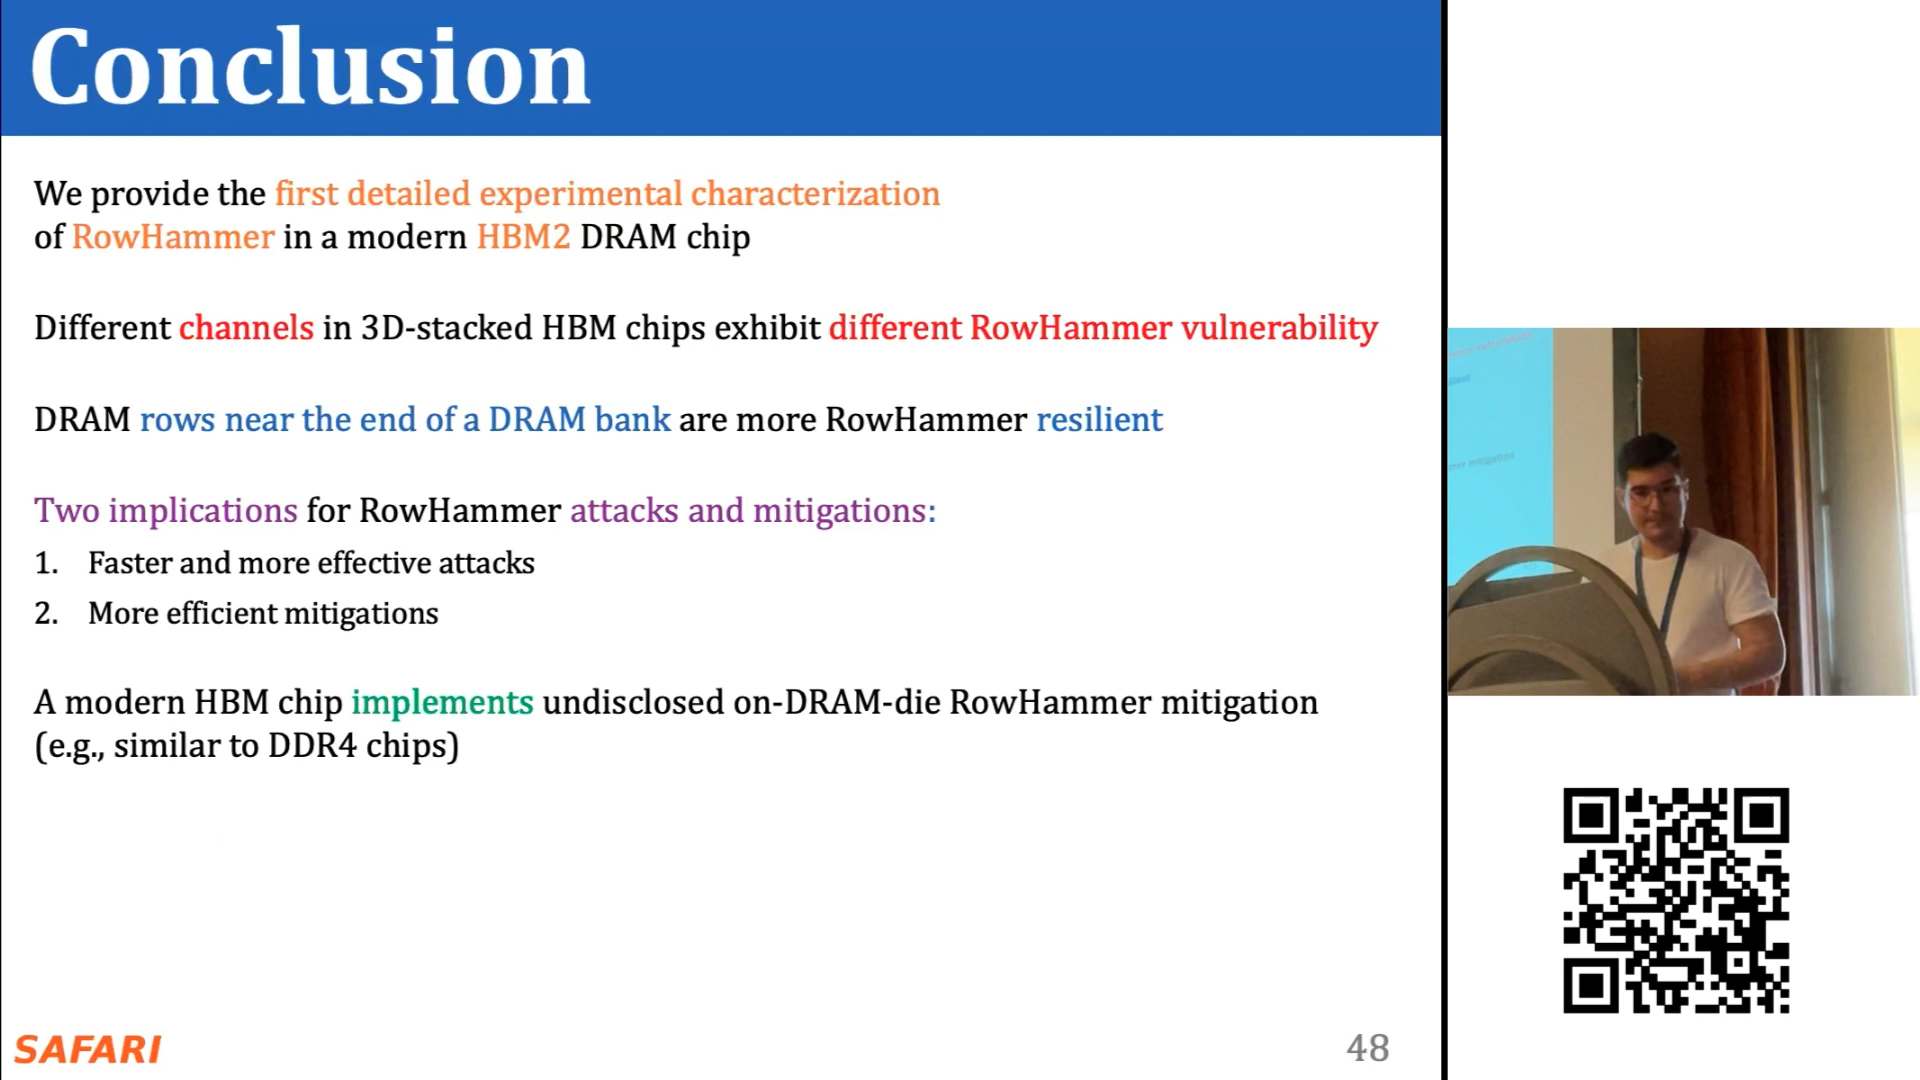 Conclusion
We provide the first detailed experimental characterization
of RowHammer in a modern HBM2 DRAM chip
Different channels in 3D-stacked HBM chips exhibit different RowHammer vulnerability
DRAM rows near the end of a DRAM bank are more RowHammer resilient
Two implications for RowHammer attacks and mitigations:
1. Faster and more effective attacks
2. More efficient mitigations
A modern HBM chip implements undisclosed on-DRAM-die RowHammer mitigation
(e.g., similar to DDR4 chips)
SAFARI
48